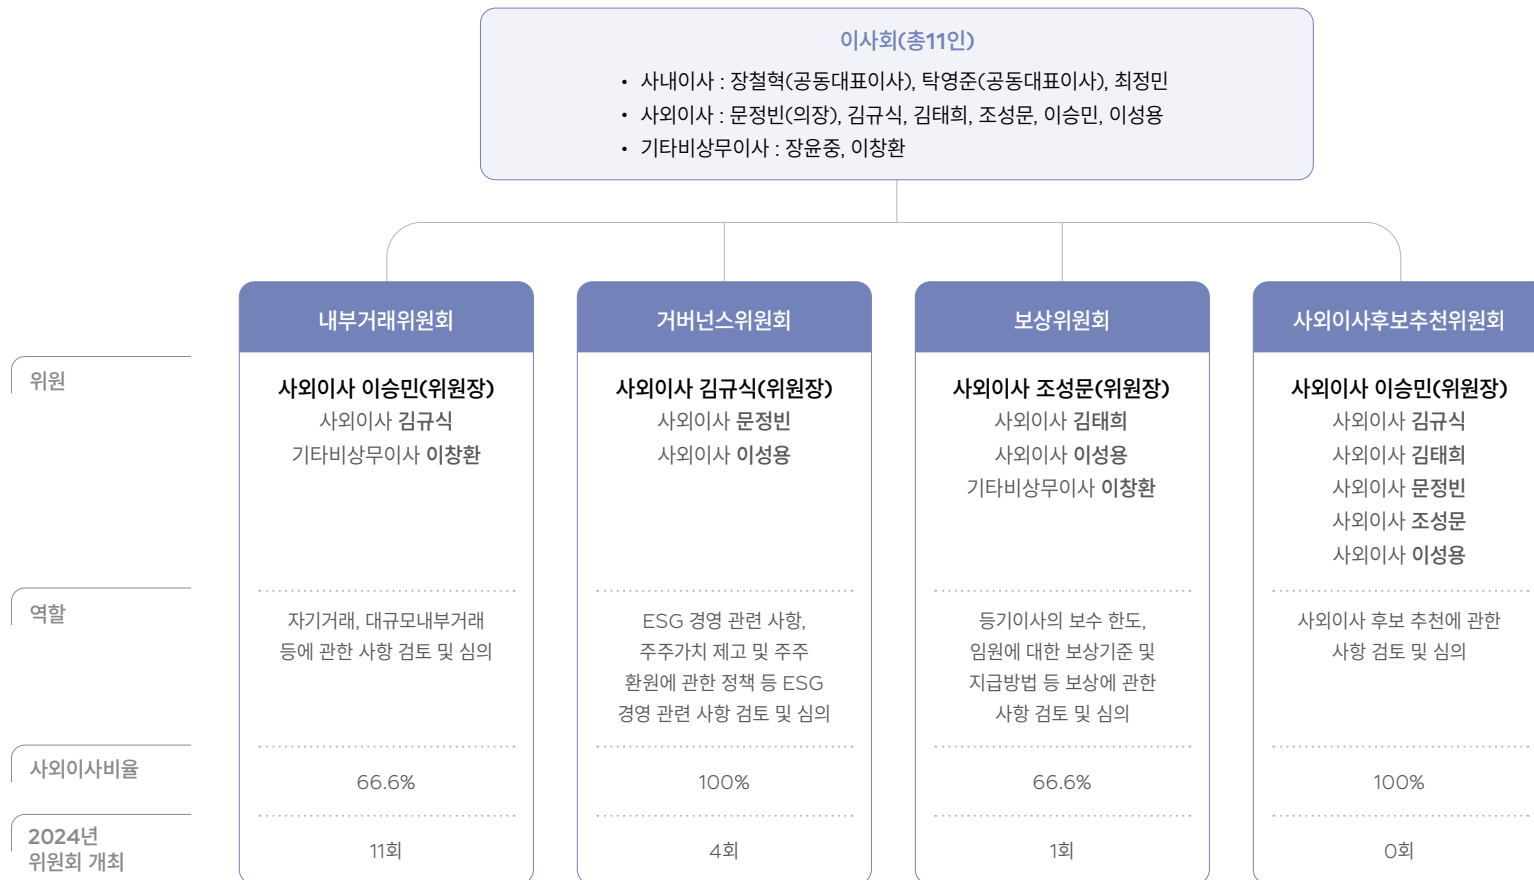 이사회(총11인)
• 사내이사 : 장철혁(공동대표이사), 탁영준(공동대표이사), 최정민
• 사외이사 : 문정빈(의장), 김규식, 김태희, 조성문, 이승민, 이성용
• 기타비상무이사 : 장윤중, 이창환
내부거래위원회
거버넌스위원회
보상위원회
사외이사후보추천위원회
위원
사외이사 이승민(위원장)
사외이사 김규식
기타비상무이사 이창환
사외이사 김규식(위원장)
사외이사 문정빈
사외이사 이성용
사외이사 조성문(위원장)
사외이사 김태희
사외이사 이성용
기타비상무이사 이창환
사외이사 이승민(위원장)
사외이사 김규식
사외이사 김태희
사외이사 문정빈
사외이사 조성문
사외이사 이성용
역할
자기거래, 대규모내부거래
등에 관한 사항 검토 및 심의
ESG 경영 관련 사항,
주주가치 제고 및 주주
환원에 관한 정책 등 ESG
경영 관련 사항 검토 및 심의
등기이사의 보수 한도,
임원에 대한 보상기준 및
지급방법 등 보상에 관한
사항 검토 및 심의
사외이사 후보 추천에 관한
사항 검토 및 심의
사외이사비율
66.6%
100%
66.6%
100%
2024년
위원회 개최
11회
4회
1회
0회